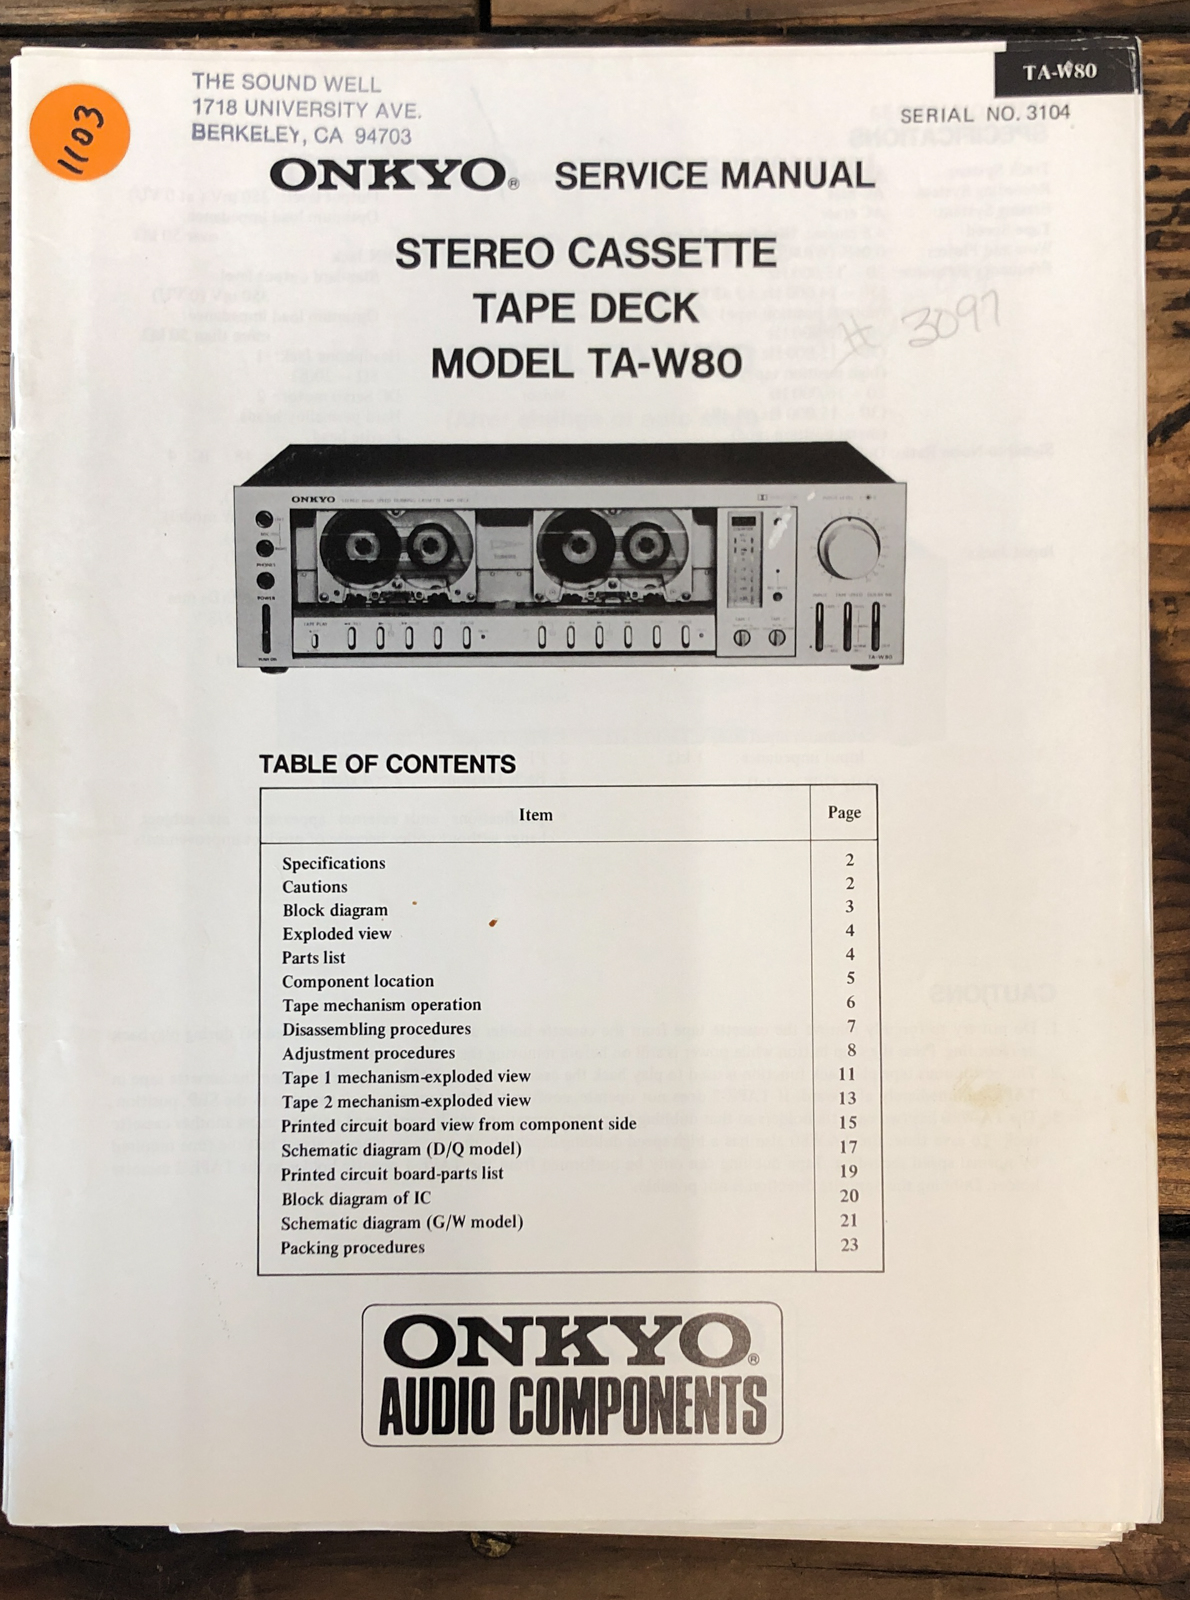 TA-W80
THE SOUND WELL
1718 UNIVERSITY AVE.
BERKELEY, CA 94703
SERIAL NO. 3104
1103
ONKYO® SERVICE MANUAL
STEREO CASSETTE
TAPE DECK
MODEL TA-W80
# 3097
ONKYO
PHONES
POWER
TA-W80
TABLE OF CONTENTS
Item Page
Specifications 2
Cautions 2
Block diagram 3
Exploded view 4
Parts list 4
Component location 5
Tape mechanism operation 6
Disassembling procedures 7
Adjustment procedures 8
Tape 1 mechanism-exploded view 11
Tape 2 mechanism-exploded view 13
Printed circuit board view from component side 15
Schematic diagram (D/Q model) 17
Printed circuit board-parts list 19
Block diagram of IC 20
Schematic diagram (G/W model) 21
Packing procedures 23
ONKYO®
AUDIO COMPONENTS